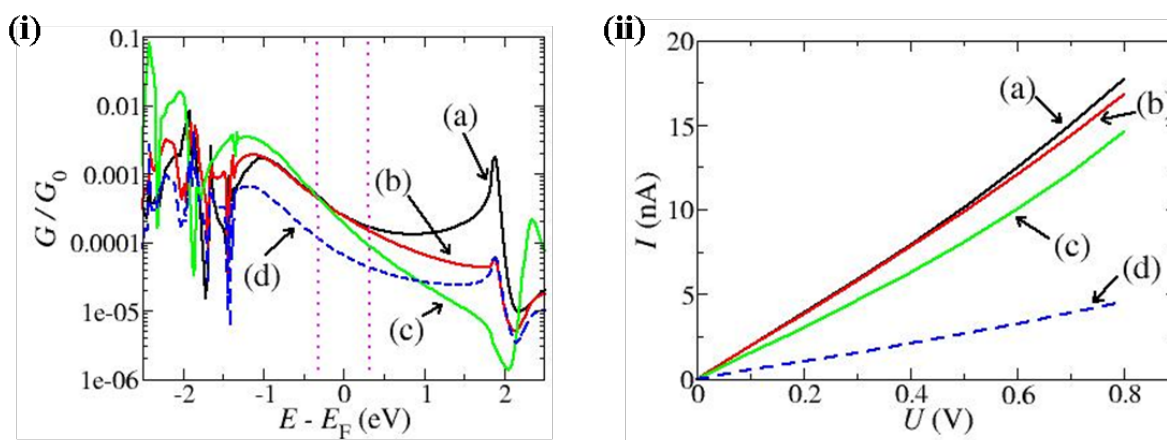 (i)
0.1
0.01
0.001
0.0001
1e-05
1e-06
G / G0
(a)
(b)
(d)
(c)
-2 -1 0 1 2
E - EF (eV)
(ii)
20
15
10
5
0
I (nA)
(a)
(b)
(c)
(d)
0 0.2 0.4 0.6 0.8
U (V)